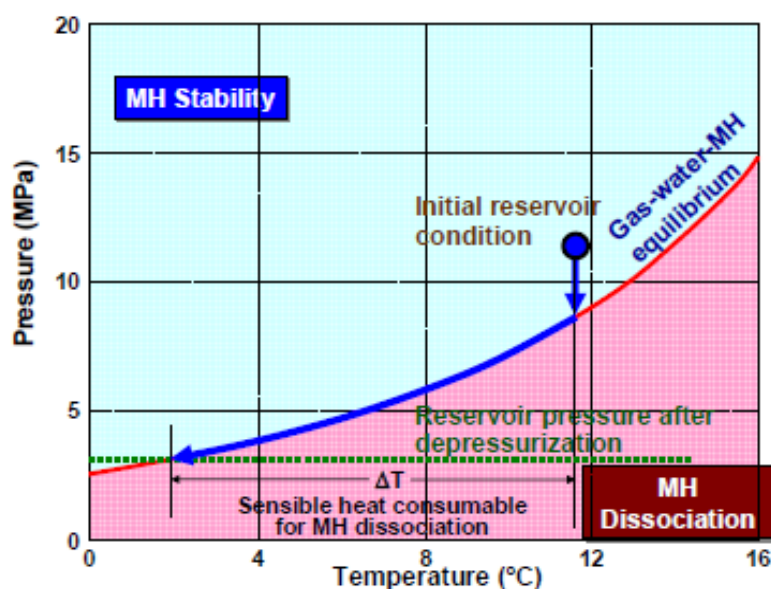 20
MH Stability
15
Gas-water-MH
equilibrium
Initial reservoir
condition
Pressure (MPa)
10
5
Reservoir pressure after
depressurization
ΔT
Sensible heat consumable
for MH dissociation
MH
Dissociation
0
0
4
8
12
16
Temperature (°C)